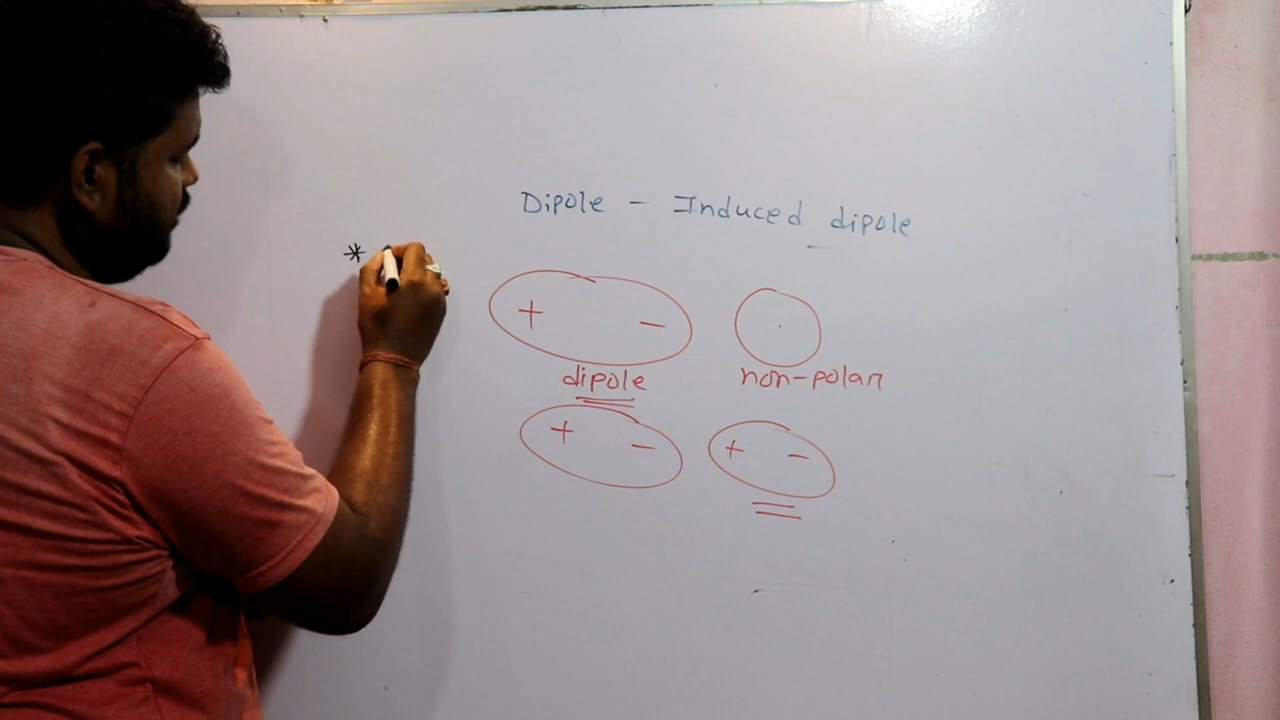 Dipole - Induced dipole
*
+ -
dipole non-polar
+ - + -